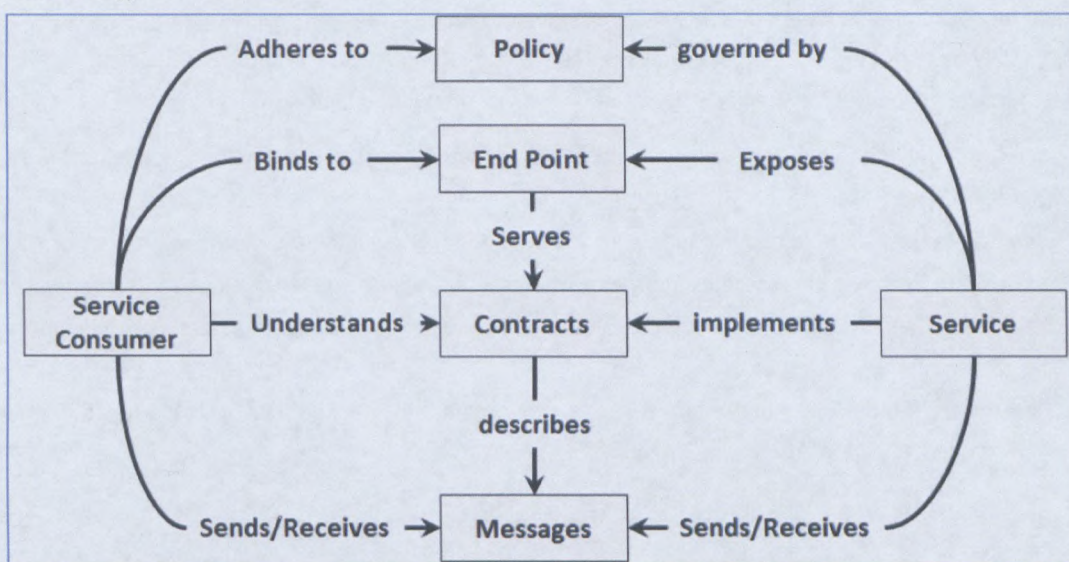 Adheres to
Policy
governed by
Binds to
End Point
Exposes
Serves
Service
Consumer
Understands
Contracts
implements
Service
describes
Sends/Receives
Messages
Sends/Receives